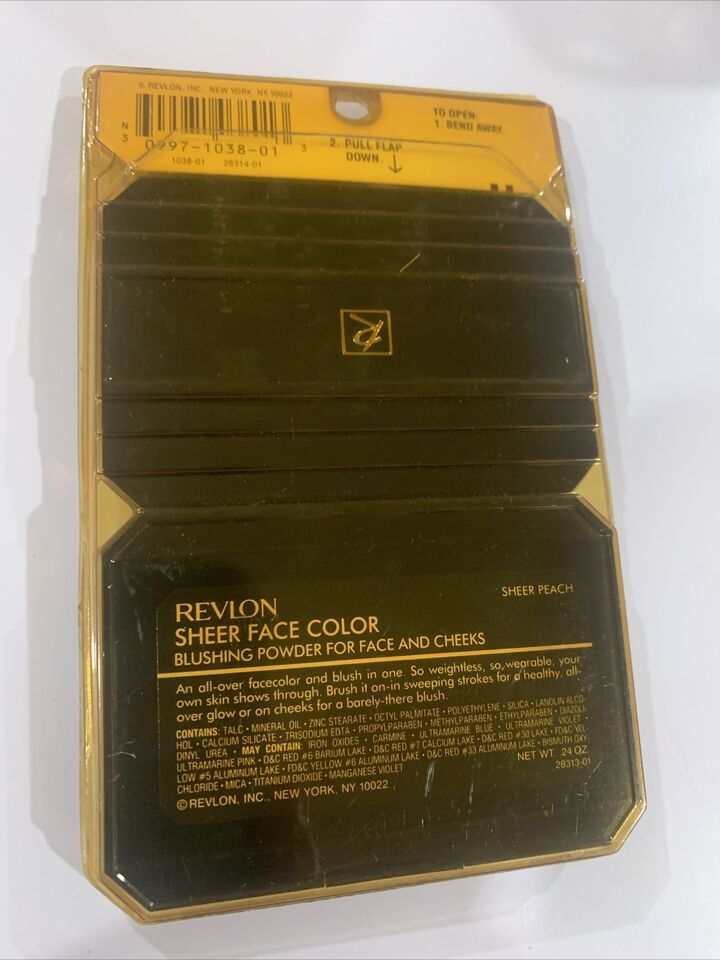 © REVLON, INC., NEW YORK, NY 10022
TO OPEN:
1. BEND AWAY.
N
3
0997-1038-01
3
2. PULL FLAP
DOWN.
1038-01 28314-01
R
SHEER PEACH
REVLON
SHEER FACE COLOR
BLUSHING POWDER FOR FACE AND CHEEKS
An all-over facecolor and blush in one. So weightless, so wearable, your
own skin shows through. Brush it on-in sweeping strokes for a healthy, all-
over glow or on cheeks for a barely-there blush.
CONTAINS: TALC • MINERAL OIL • ZINC STEARATE • OCTYL PALMITATE • POLYETHYLENE • SILICA • LANOLIN ALCO-
HOL • CALCIUM SILICATE • TRISODIUM EDTA • PROPYLPARABEN • METHYLPARABEN • ETHYLPARABEN • DIAZOLI-
DINYL UREA • MAY CONTAIN: IRON OXIDES • CARMINE • ULTRAMARINE BLUE • ULTRAMARINE VIOLET •
ULTRAMARINE PINK • D&C RED #6 BARIUM LAKE • D&C RED #7 CALCIUM LAKE • D&C RED #30 LAKE • FD&C YEL-
LOW #5 ALUMINUM LAKE • FD&C YELLOW #6 ALUMINUM LAKE • D&C RED #33 ALUMINUM LAKE • BISMUTH OXY-
CHLORIDE • MICA • TITANIUM DIOXIDE • MANGANESE VIOLET
NET WT. .24 OZ.
28313-01
© REVLON, INC., NEW YORK, NY 10022